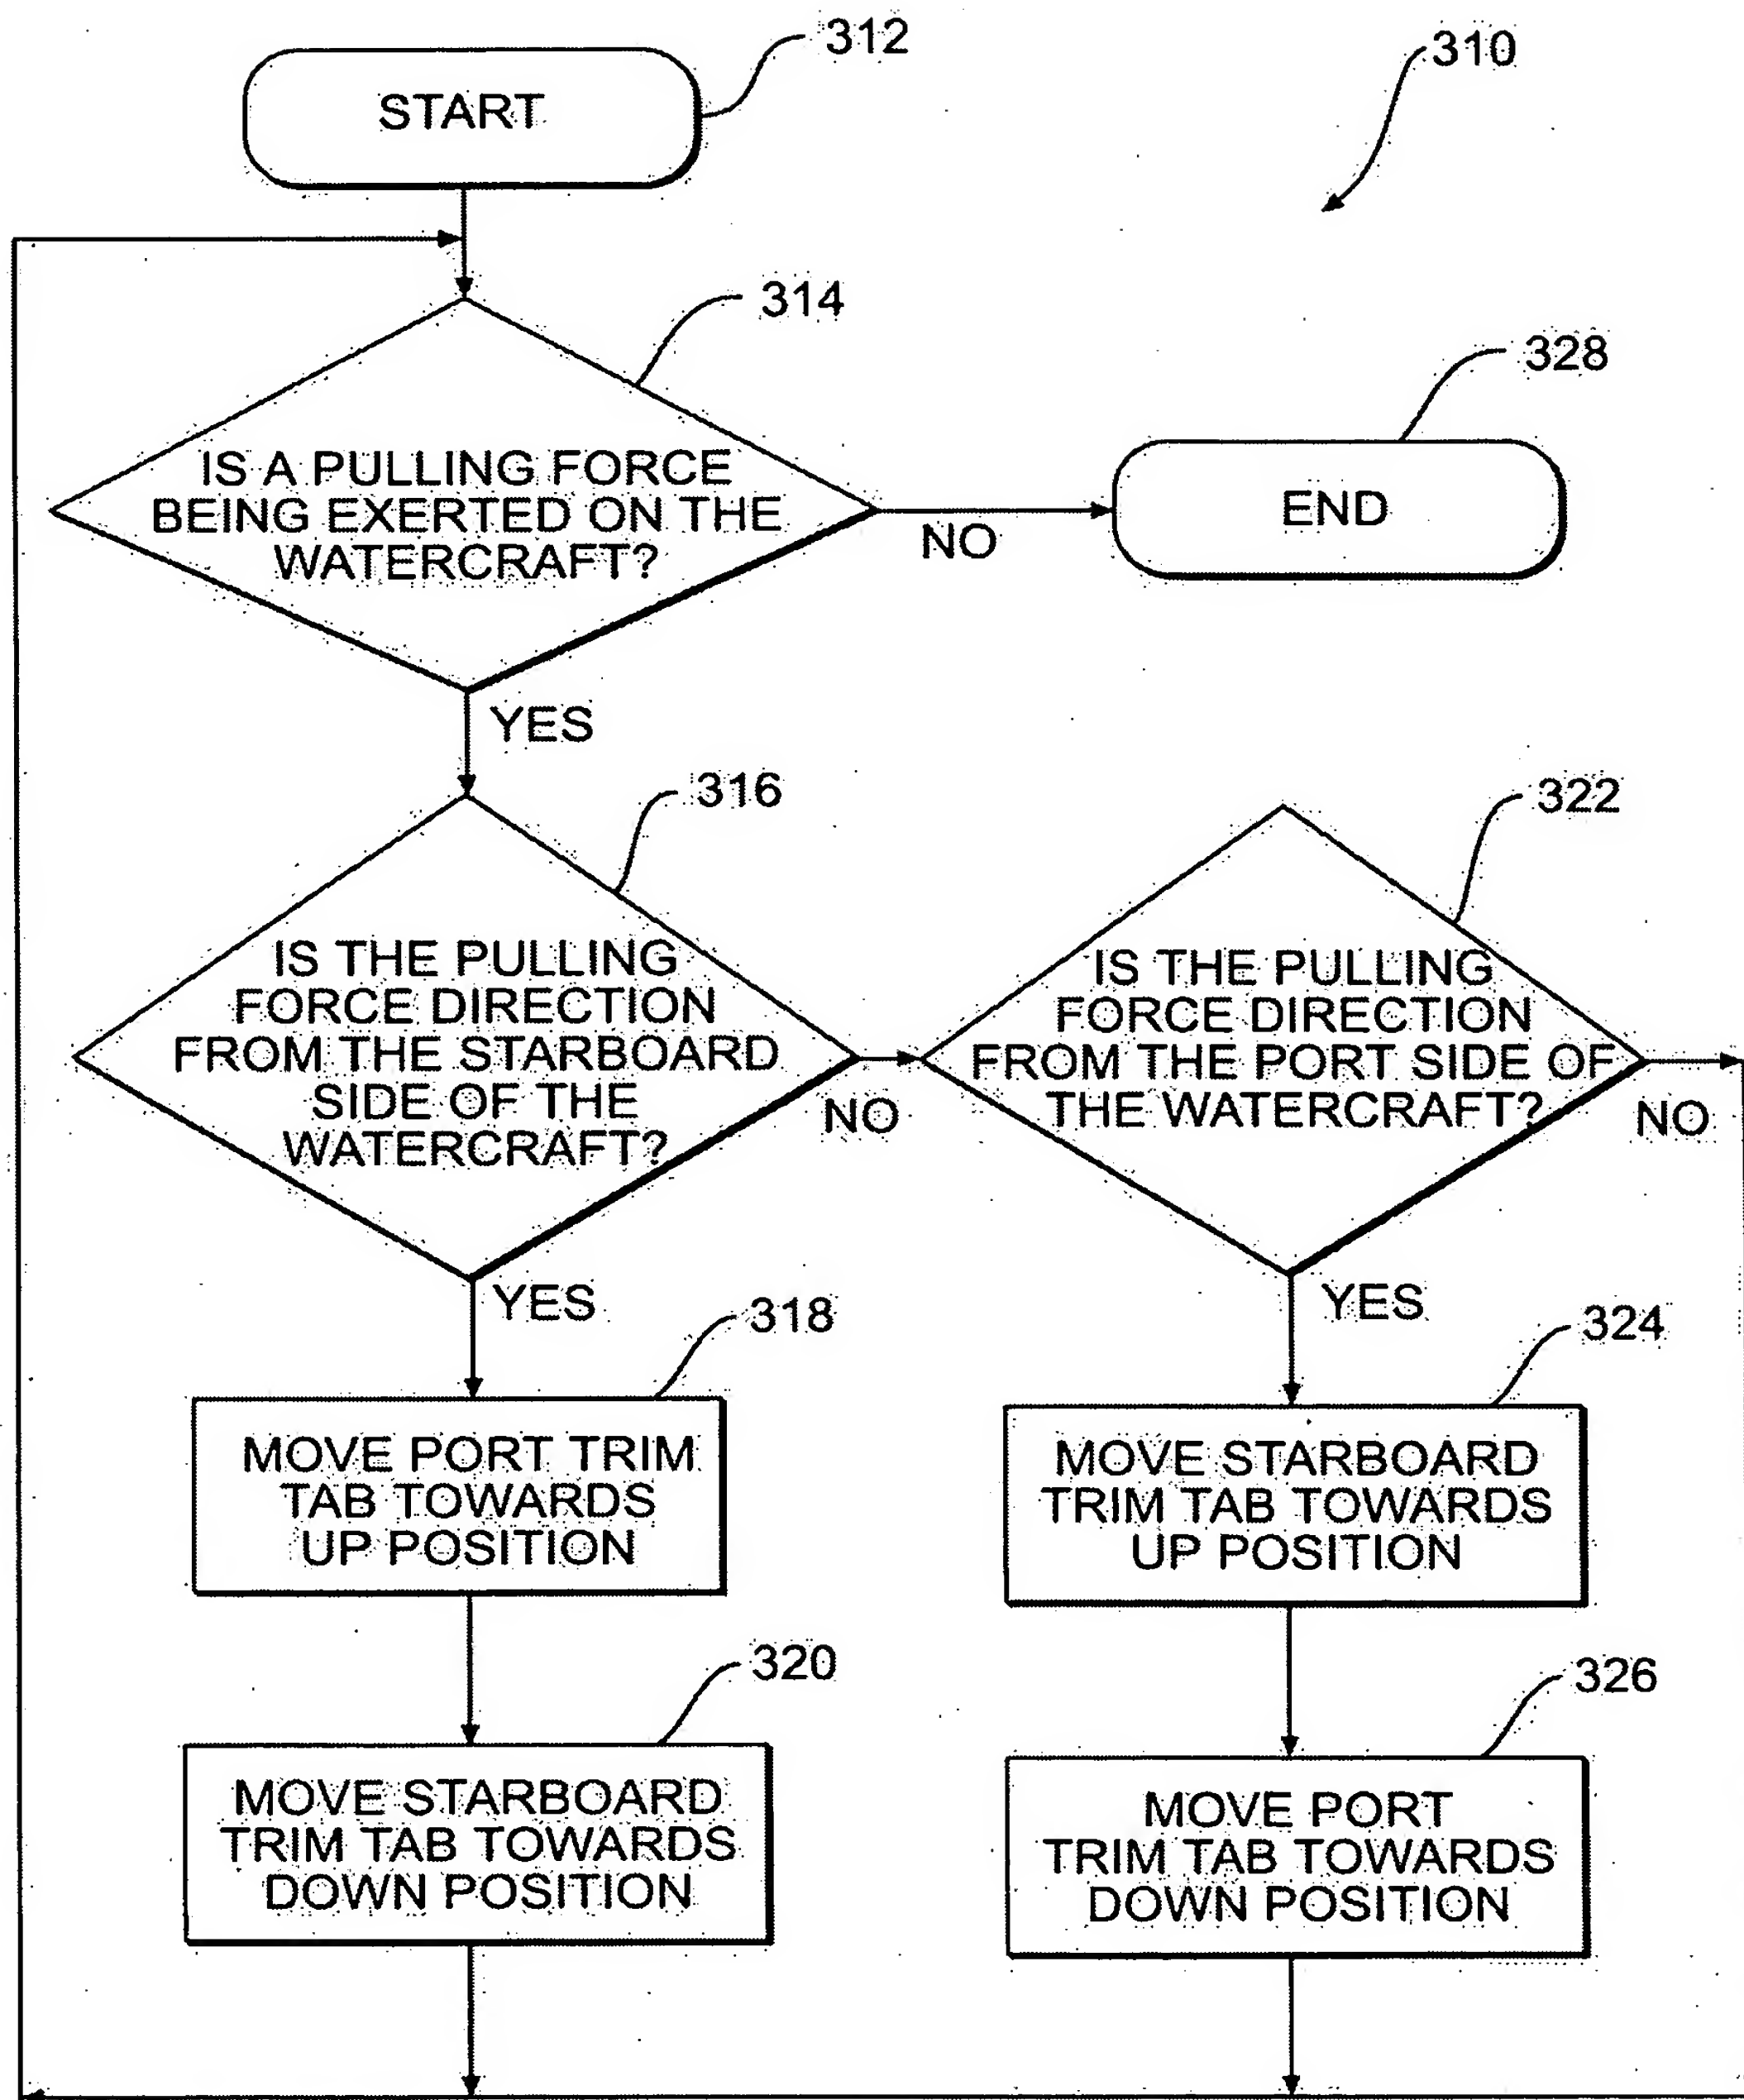 312
310
START
314
328
IS A PULLING FORCE
BEING EXERTED ON THE
WATERCRAFT?
END
NO
YES
316
322
IS THE PULLING
FORCE DIRECTION
FROM THE STARBOARD
SIDE OF THE
WATERCRAFT?
NO
IS THE PULLING
FORCE DIRECTION
FROM THE PORT SIDE OF
THE WATERCRAFT?
NO
YES
YES
318
324
MOVE PORT TRIM
TAB TOWARDS
UP POSITION
MOVE STARBOARD
TRIM TAB TOWARDS
UP POSITION
320
326
MOVE STARBOARD
TRIM TAB TOWARDS
DOWN POSITION
MOVE PORT
TRIM TAB TOWARDS
DOWN POSITION